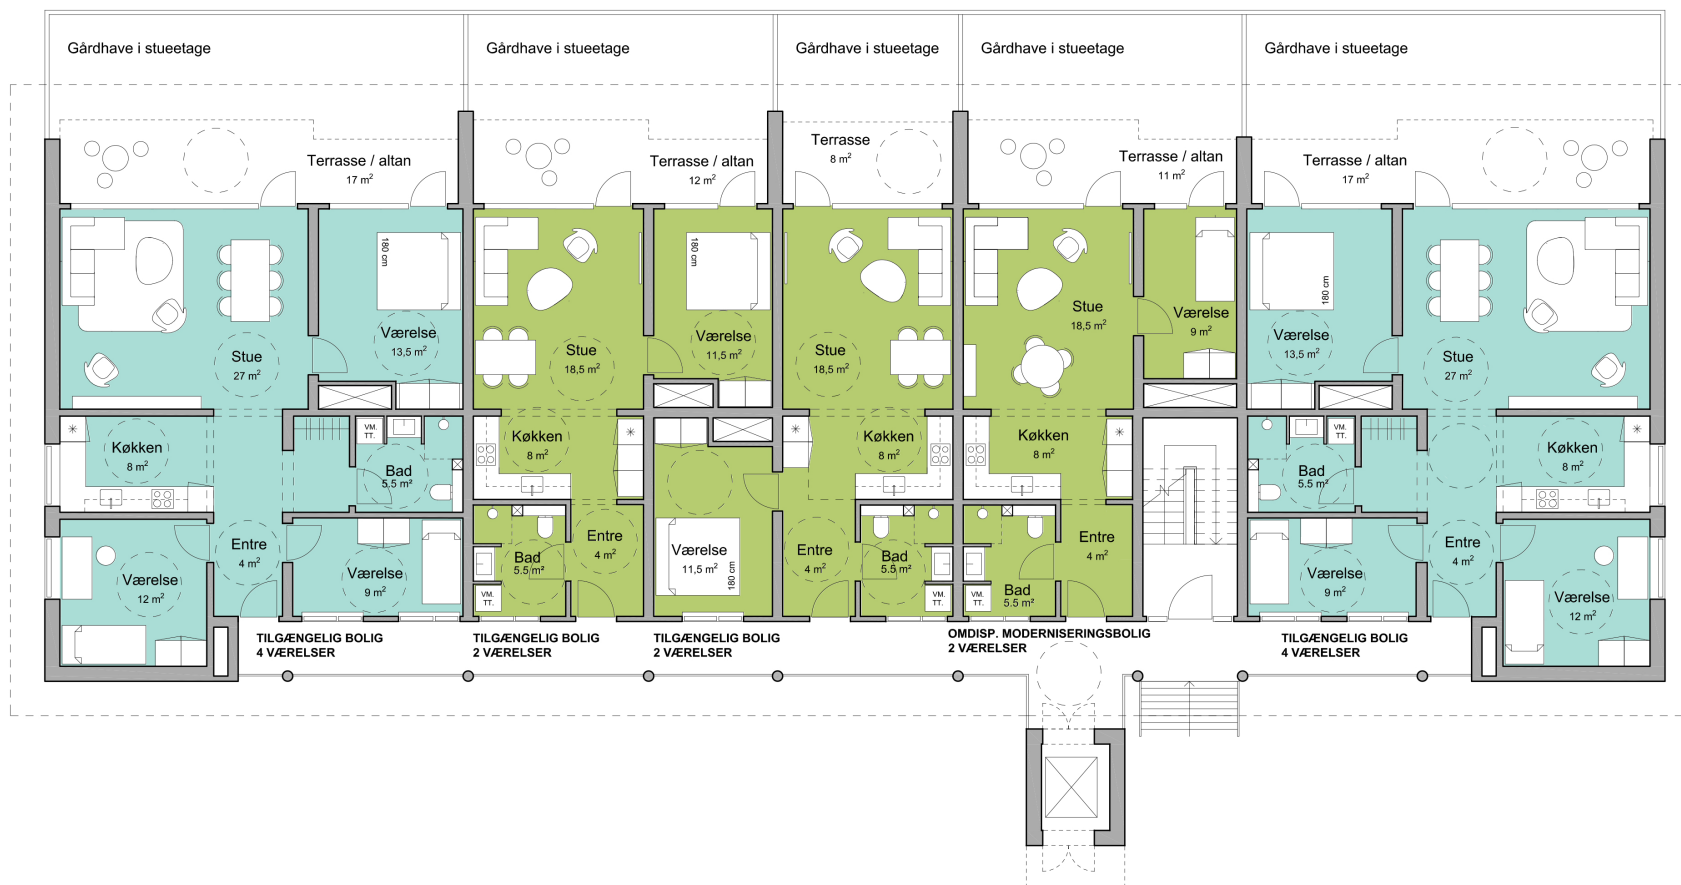 Gårdhave i stueetage
Gårdhave i stueetage
Gårdhave i stueetage
Gårdhave i stueetage
Gårdhave i stueetage
Terrasse / altan
17 m²
Terrasse / altan
12 m²
Terrasse
8 m²
Terrasse / altan
11 m²
Terrasse / altan
17 m²
180 cm
Værelse
13,5 m²
Stue
27 m²
Stue
18,5 m²
180 cm
Værelse
11,5 m²
Stue
18,5 m²
Stue
18,5 m²
Værelse
9 m²
180 cm
Værelse
13,5 m²
Stue
27 m²
Køkken
8 m²
VM.
TT.
Bad
5.5 m²
Køkken
8 m²
Køkken
8 m²
Køkken
8 m²
VM.
TT.
Bad
5.5 m²
Køkken
8 m²
Værelse
12 m²
Entre
4 m²
Værelse
9 m²
Bad
5.5 m²
VM.
TT.
Entre
4 m²
Værelse
11,5 m²
180 cm
Entre
4 m²
Bad
5.5 m²
VM.
TT.
Bad
5.5 m²
VM.
TT.
Entre
4 m²
Værelse
9 m²
Entre
4 m²
Værelse
12 m²
TILGÆNGELIG BOLIG
4 VÆRELSER
TILGÆNGELIG BOLIG
2 VÆRELSER
TILGÆNGELIG BOLIG
2 VÆRELSER
OMDISP. MODERNISERINGSBOLIG
2 VÆRELSER
TILGÆNGELIG BOLIG
4 VÆRELSER